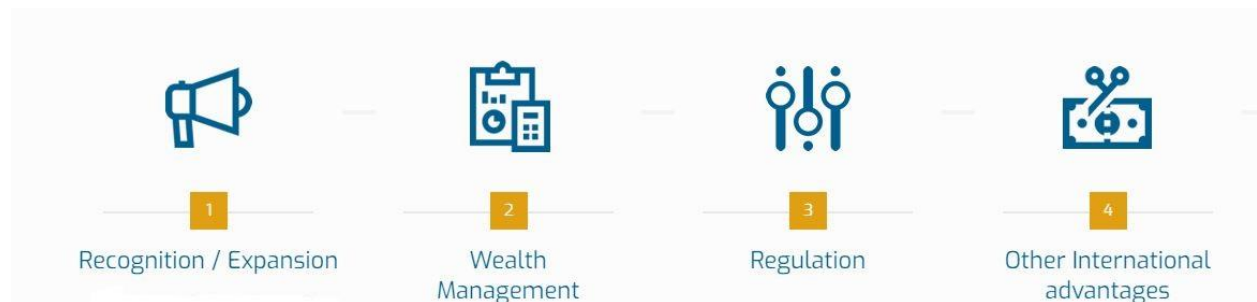 1
Recognition / Expansion
2
Wealth
Management
3
Regulation
4
Other International
advantages